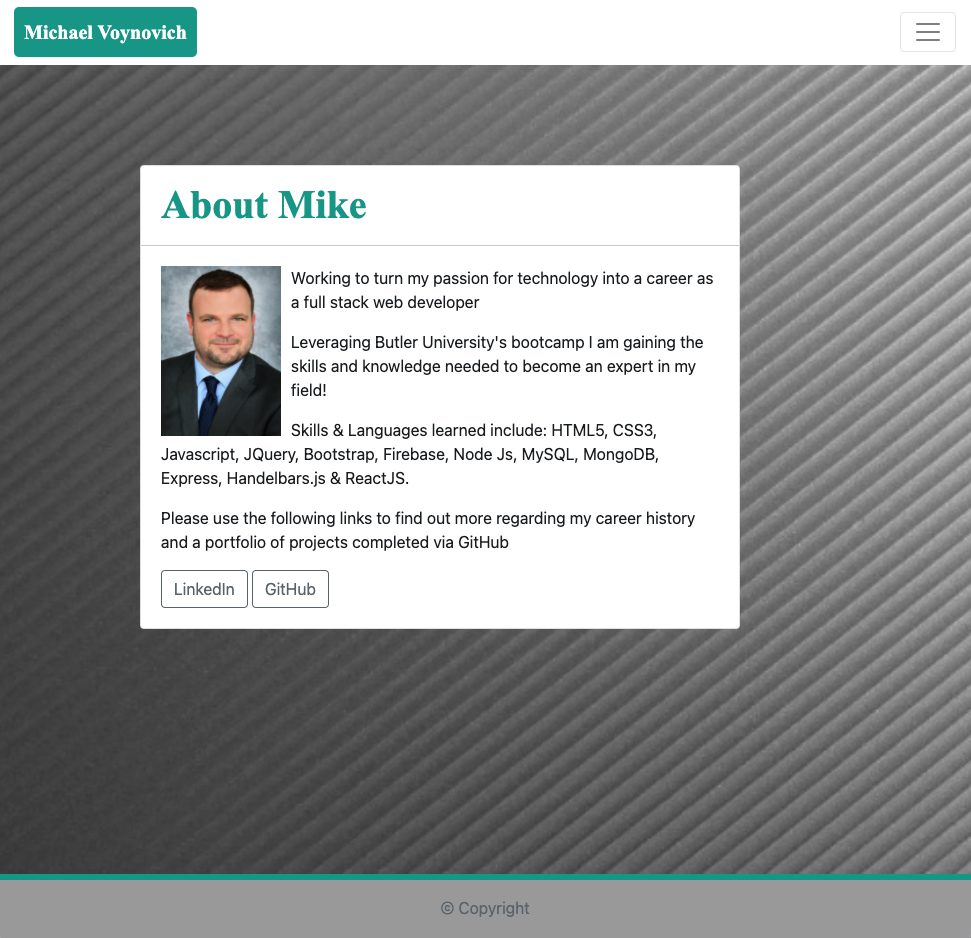 Michael Voynovich
About Mike
Working to turn my passion for technology into a career as
a full stack web developer
Leveraging Butler University's bootcamp I am gaining the
skills and knowledge needed to become an expert in my
field!
Skills & Languages learned include: HTML5, CSS3,
Javascript, JQuery, Bootstrap, Firebase, Node Js, MySQL, MongoDB,
Express, Handelbars.js & ReactJS.
Please use the following links to find out more regarding my career history
and a portfolio of projects completed via GitHub
LinkedIn GitHub
© Copyright